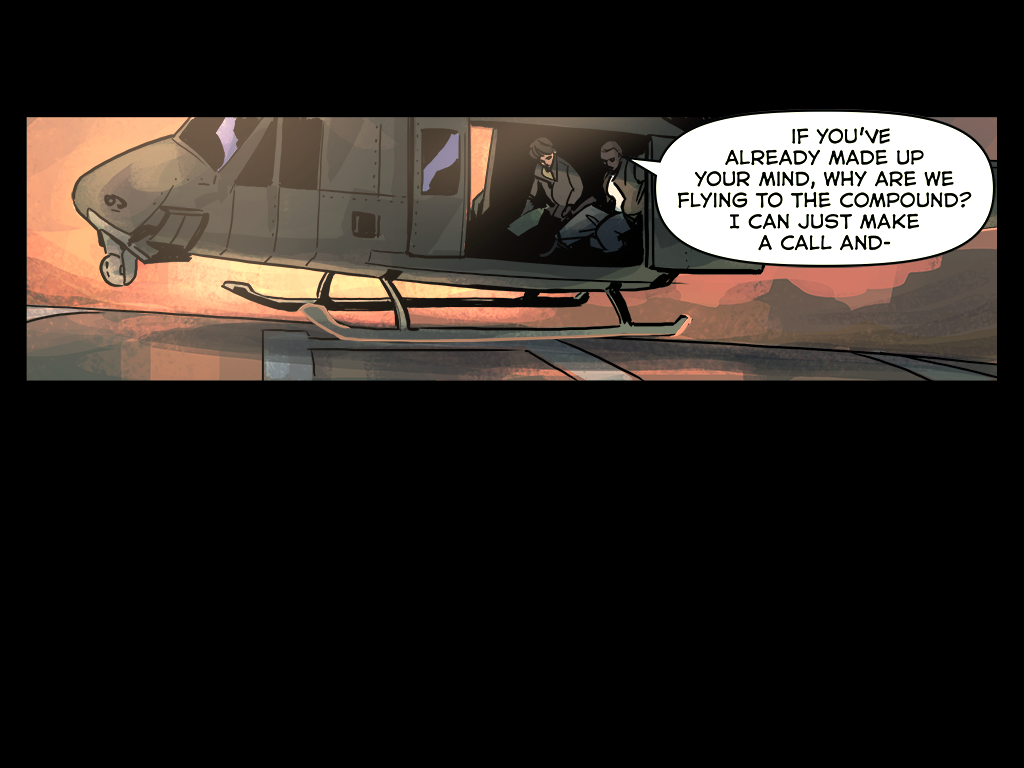 IF YOU'VE
ALREADY MADE UP
YOUR MIND, WHY ARE WE
FLYING TO THE COMPOUND?
I CAN JUST MAKE
A CALL AND-